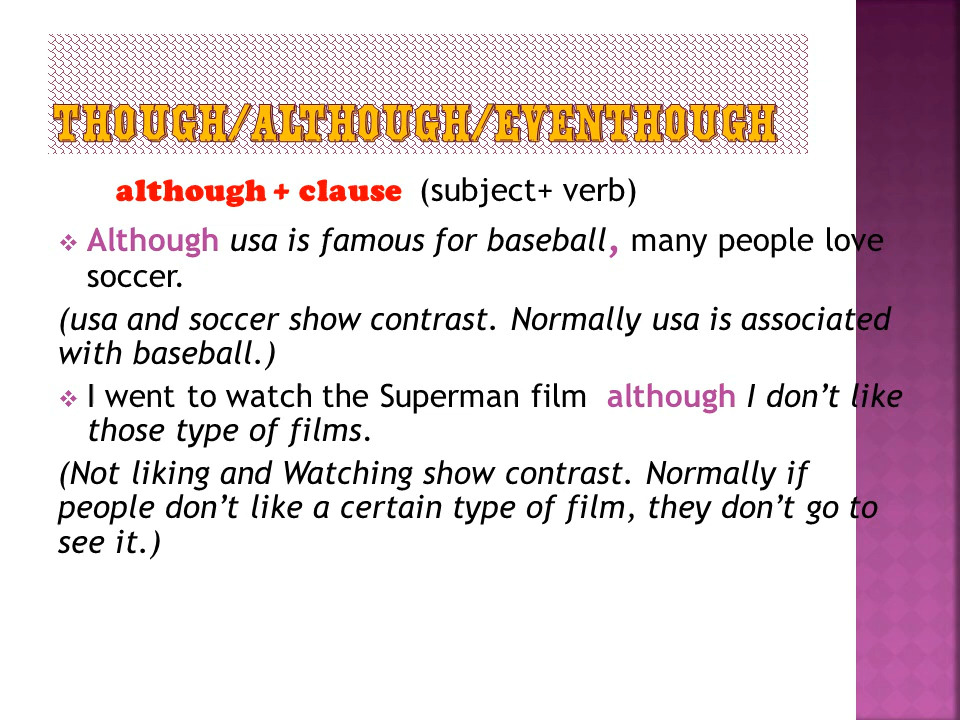 THOUGH/ALTHOUGH/EVENTHOUGH
although + clause (subject+ verb)
❖ Although usa is famous for baseball, many people love
soccer.
(usa and soccer show contrast. Normally usa is associated
with baseball.)
❖ I went to watch the Superman film although I don’t like
those type of films.
(Not liking and Watching show contrast. Normally if
people don’t like a certain type of film, they don’t go to
see it.)